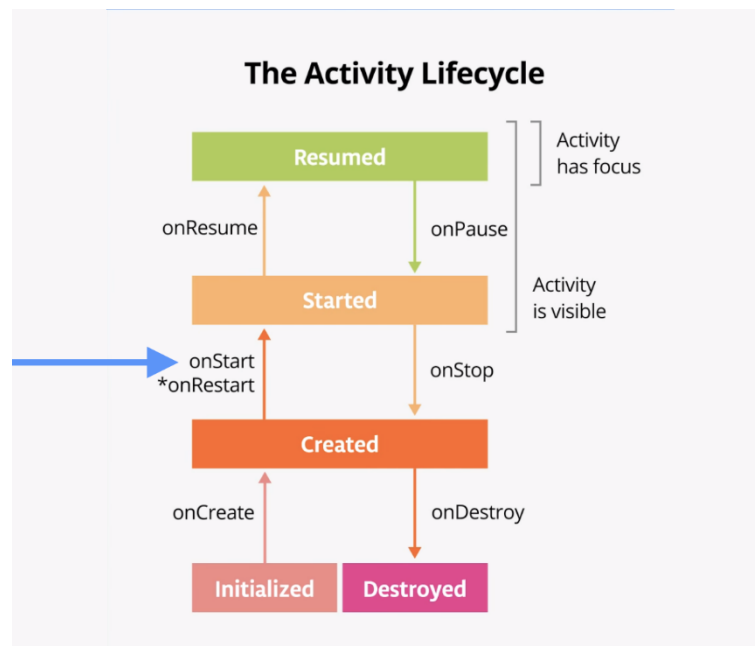 The Activity Lifecycle
Resumed
Activity
has focus
onResume
onPause
Started
Activity
is visible
onStart
*onRestart
onStop
Created
onCreate
onDestroy
Initialized
Destroyed